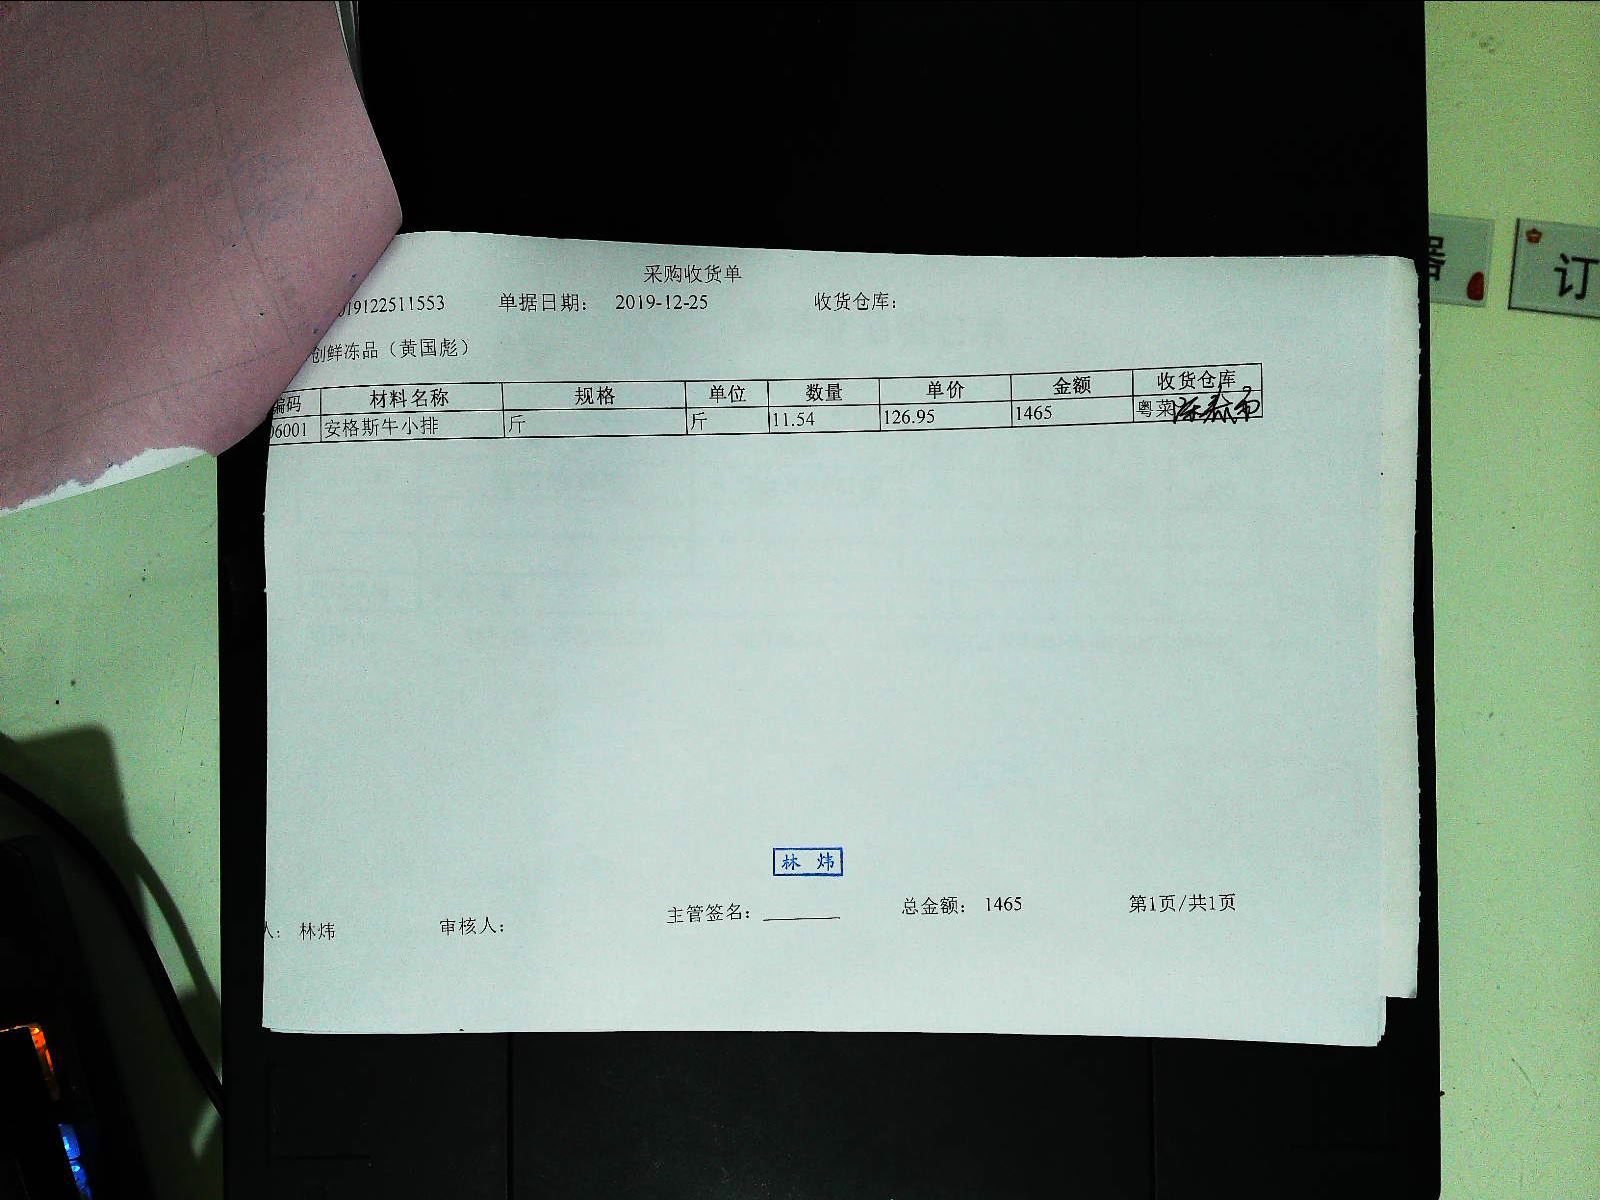 采购收货单
019122511553 单据日期: 2019-12-25 收货仓库:
创鲜冻品（黄国彪）
编码 材料名称 规格 单位 数量 单价 金额 收货仓库
06001 安格斯牛小排 斤 斤 11.54 126.95 1465 粤菜
林 炜
人: 林炜 审核人: 主管签名: 总金额: 1465 第1页/共1页
器
订